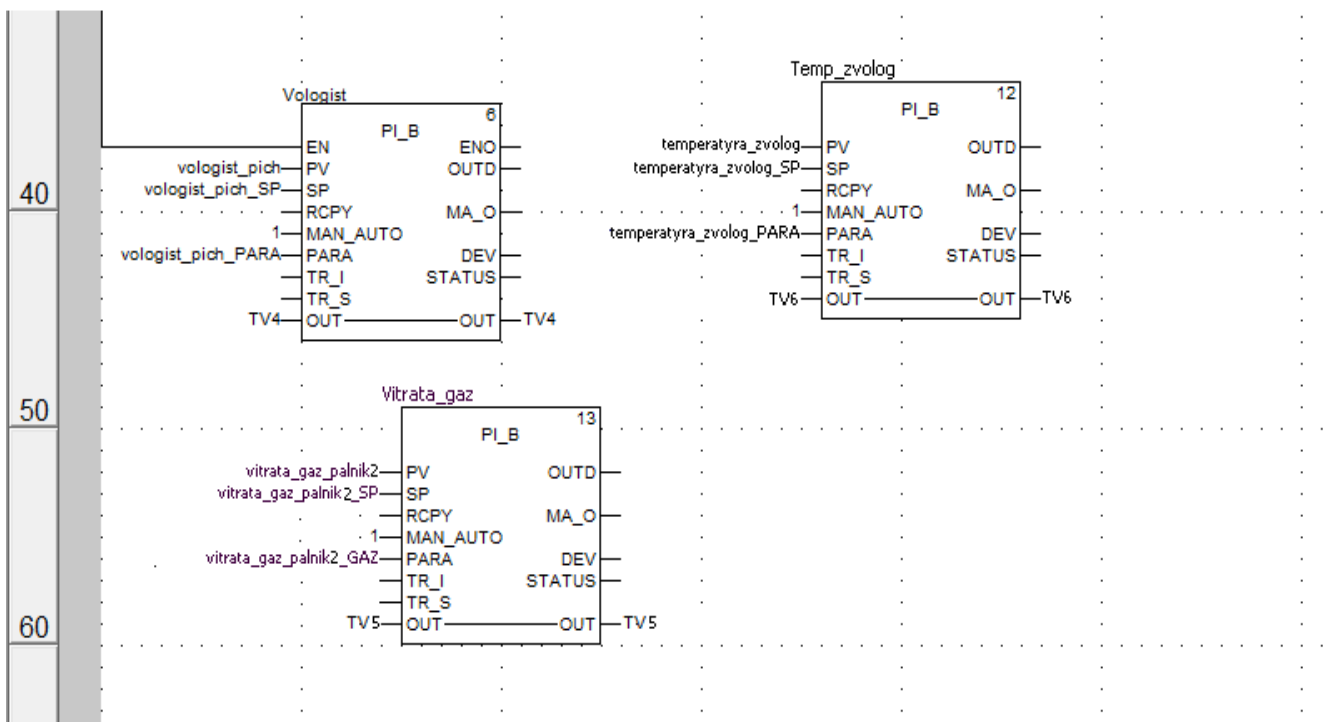 Vologist
6
PI_B
EN ENO
vologist_pich PV OUTD
vologist_pich_SP SP
RCPY MA_O
1 MAN_AUTO
vologist_pich_PARA PARA DEV
TR_I STATUS
TR_S
TV4 OUT OUT TV4
Temp_zvolog
12
PI_B
temperatyra_zvolog PV OUTD
temperatyra_zvolog_SP SP
RCPY MA_O
1 MAN_AUTO
temperatyra_zvolog_PARA PARA DEV
TR_I STATUS
TR_S
TV6 OUT OUT TV6
40
50
Vitrata_gaz
13
PI_B
vitrata_gaz_palnik2 PV OUTD
vitrata_gaz_palnik2_SP SP
RCPY MA_O
1 MAN_AUTO
vitrata_gaz_palnik2_GAZ PARA DEV
TR_I STATUS
TR_S
TV5 OUT OUT TV5
60